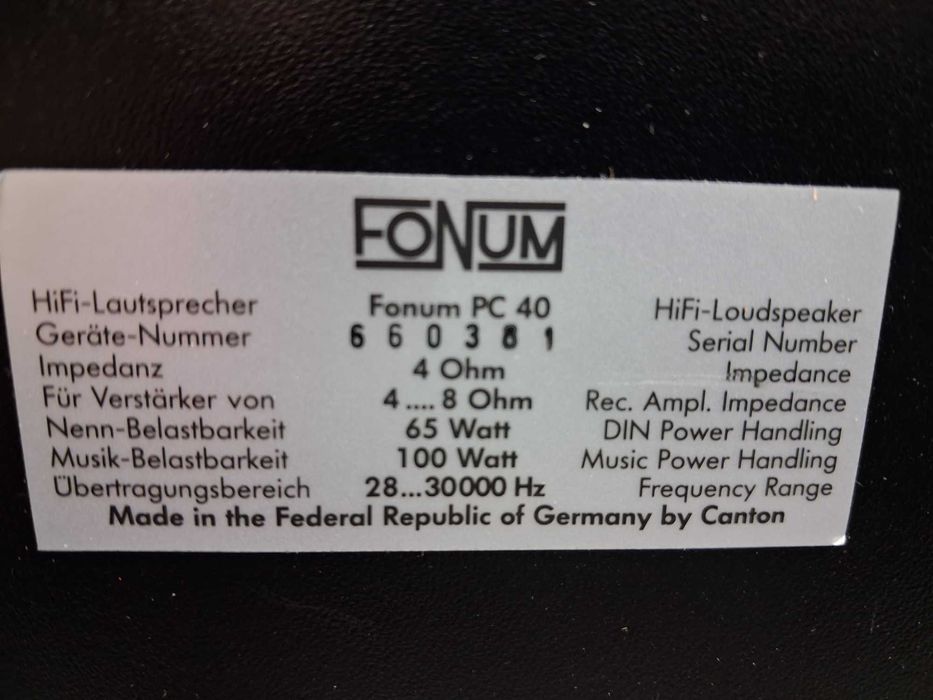 FONUM
HiFi-Lautsprecher Fonum PC 40 HiFi-Loudspeaker
Geräte-Nummer 660381 Serial Number
Impedanz 4 Ohm Impedance
Für Verstärker von 4....8 Ohm Rec. Ampl. Impedance
Nenn-Belastbarkeit 65 Watt DIN Power Handling
Musik-Belastbarkeit 100 Watt Music Power Handling
Übertragungsbereich 28...30000 Hz Frequency Range
Made in the Federal Republic of Germany by Canton